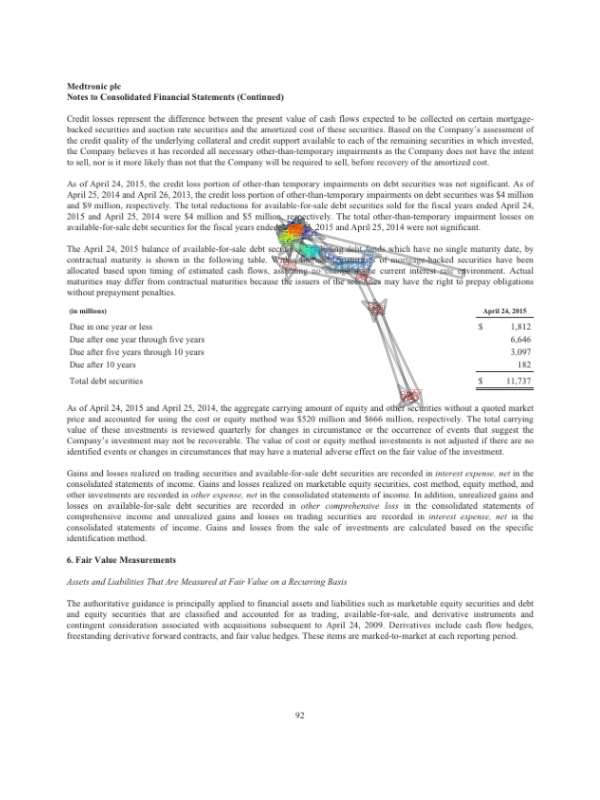 Medtronic plc
Notes to Consolidated Financial Statements (Continued)
Credit losses represent the difference between the present value of cash flows expected to be collected on certain mortgage-
backed securities and auction rate securities and the amortized cost of these securities. Based on the Company's assessment of
the credit quality of the underlying collateral and credit support available to each of the remaining securities in which invested,
the Company believes it has recorded all necessary other-than-temporary impairments as the Company does not have the intent
to sell, nor is it more likely than not that the Company will be required to sell, before recovery of the amortized cost.
As of April 24, 2015, the credit loss portion of other-than temporary impairments on debt securities was not significant. As of
April 25, 2014 and April 26, 2013, the credit loss portion of other-than-temporary impairments on debt securities was $4 million
and $9 million, respectively. The total reductions for available-for-sale debt securities sold for the fiscal years ended April 24,
2015 and April 25, 2014 were $4 million and $5 million, respectively. The total other-than-temporary impairment losses on
available-for-sale debt securities for the fiscal years ended 2015 and April 25, 2014 were not significant.
The April 24, 2015 balance of available-for-sale debt debt funds which have no single maturity date, by
contractual maturity is shown in the following table. of mortgage-backed securities have been
allocated based upon timing of estimated cash flows, assuming no change current interest rate environment. Actual
maturities may differ from contractual maturities because the issuers of the securities may have the right to prepay obligations
without prepayment penalties.
(in millions) April 24, 2015
Due in one year or less $ 1,812
Due after one year through five years 6,646
Due after five years through 10 years 3,097
Due after 10 years 182
Total debt securities $ 11,737
As of April 24, 2015 and April 25, 2014, the aggregate carrying amount of equity and other securities without a quoted market
price and accounted for using the cost or equity method was $520 million and $666 million, respectively. The total carrying
value of these investments is reviewed quarterly for changes in circumstance or the occurrence of events that suggest the
Company's investment may not be recoverable. The value of cost or equity method investments is not adjusted if there are no
identified events or changes in circumstances that may have a material adverse effect on the fair value of the investment.
Gains and losses realized on trading securities and available-for-sale debt securities are recorded in interest expense, net in the
consolidated statements of income. Gains and losses realized on marketable equity securities, cost method, equity method, and
other investments are recorded in other expense, net in the consolidated statements of income. In addition, unrealized gains and
losses on available-for-sale debt securities are recorded in other comprehensive loss in the consolidated statements of
comprehensive income and unrealized gains and losses on trading securities are recorded in interest expense, net in the
consolidated statements of income. Gains and losses from the sale of investments are calculated based on the specific
identification method.
6. Fair Value Measurements
Assets and Liabilities That Are Measured at Fair Value on a Recurring Basis
The authoritative guidance is principally applied to financial assets and liabilities such as marketable equity securities and debt
and equity securities that are classified and accounted for as trading, available-for-sale, and derivative instruments and
contingent consideration associated with acquisitions subsequent to April 24, 2009. Derivatives include cash flow hedges,
freestanding derivative forward contracts, and fair value hedges. These items are marked-to-market at each reporting period.
92